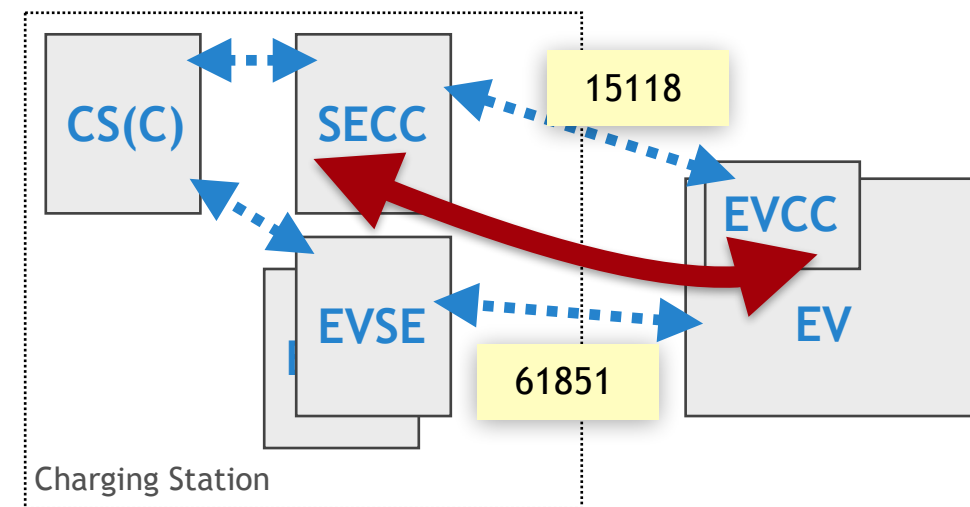 CS(C)
SECC
15118
EVCC
EVSE
EV
61851
Charging Station